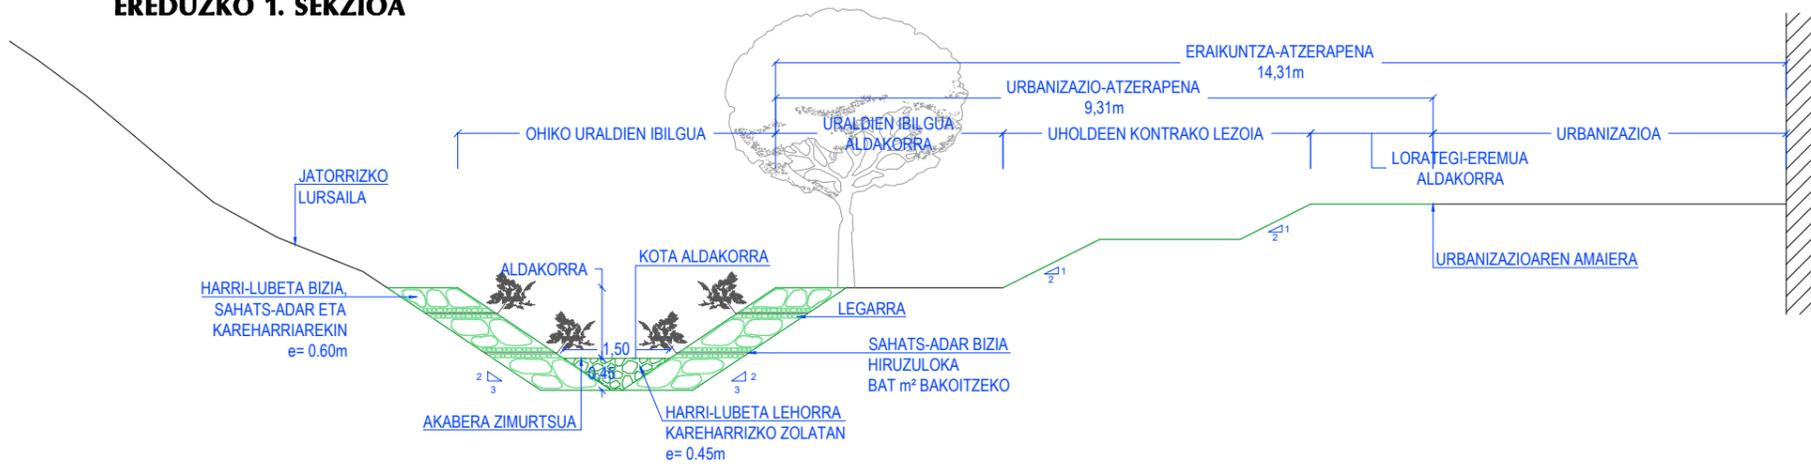 EREDUZKO 1. SEKZIOA
ERAIKUNTZA-ATZERAPENA
14,31m
URBANIZAZIO-ATZERAPENA
9,31m
OHIKO URALDIEN IBILGUA
URALDIEN IBILGUA
ALDAKORRA
UHOLDEEN KONTRAKO LEZOIA
URBANIZAZIOA
LORATEGI-EREMUA
ALDAKORRA
JATORRIZKO
LURSAILA
1
2
KOTA ALDAKORRA
ALDAKORRA
URBANIZAZIOAREN AMAIERA
1
2
HARRI-LUBETA BIZIA,
SAHATS-ADAR ETA
KAREHARRIAREKIN
e= 0.60m
LEGARRA
1,50
0,45
SAHATS-ADAR BIZIA
HIRUZULOKA
BAT m² BAKOITZEKO
2
3
2
3
AKABERA ZIMURTSUA
HARRI-LUBETA LEHORRA
KAREHARRIZKO ZOLATAN
e= 0.45m